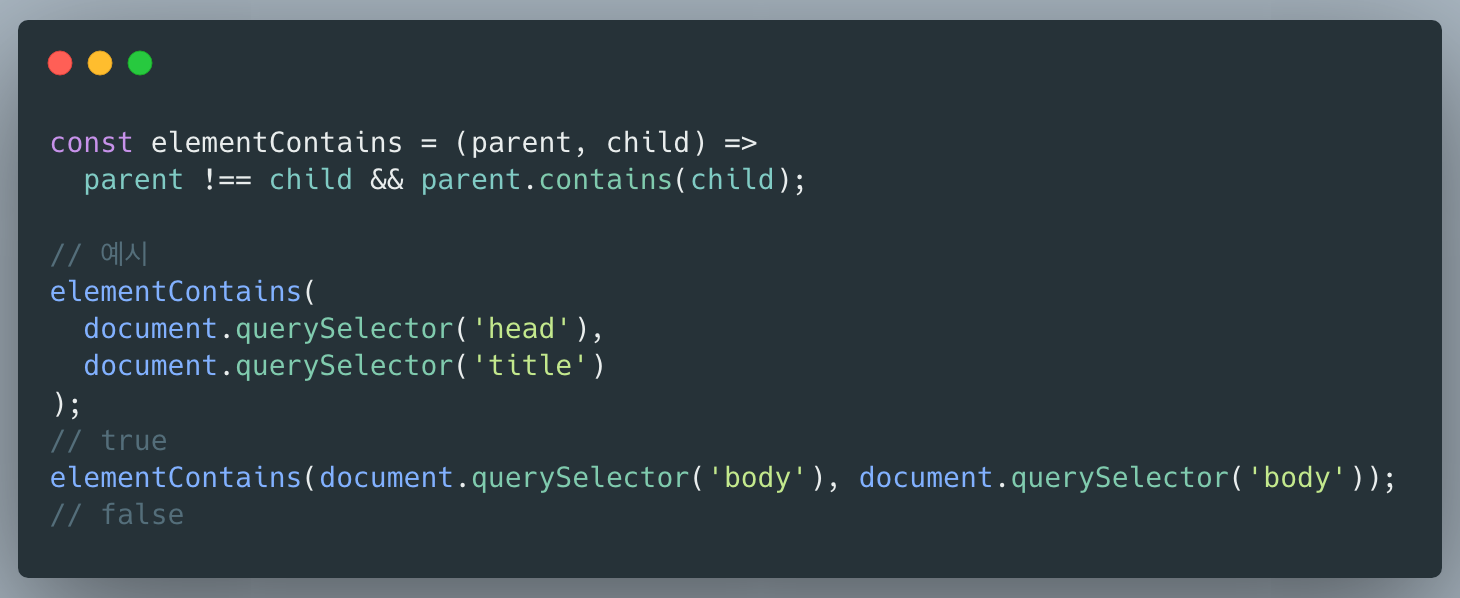 const elementContains = (parent, child) =>
  parent !== child && parent.contains(child);

// 예시
elementContains(
  document.querySelector('head'),
  document.querySelector('title')
);
// true
elementContains(document.querySelector('body'), document.querySelector('body'));
// false